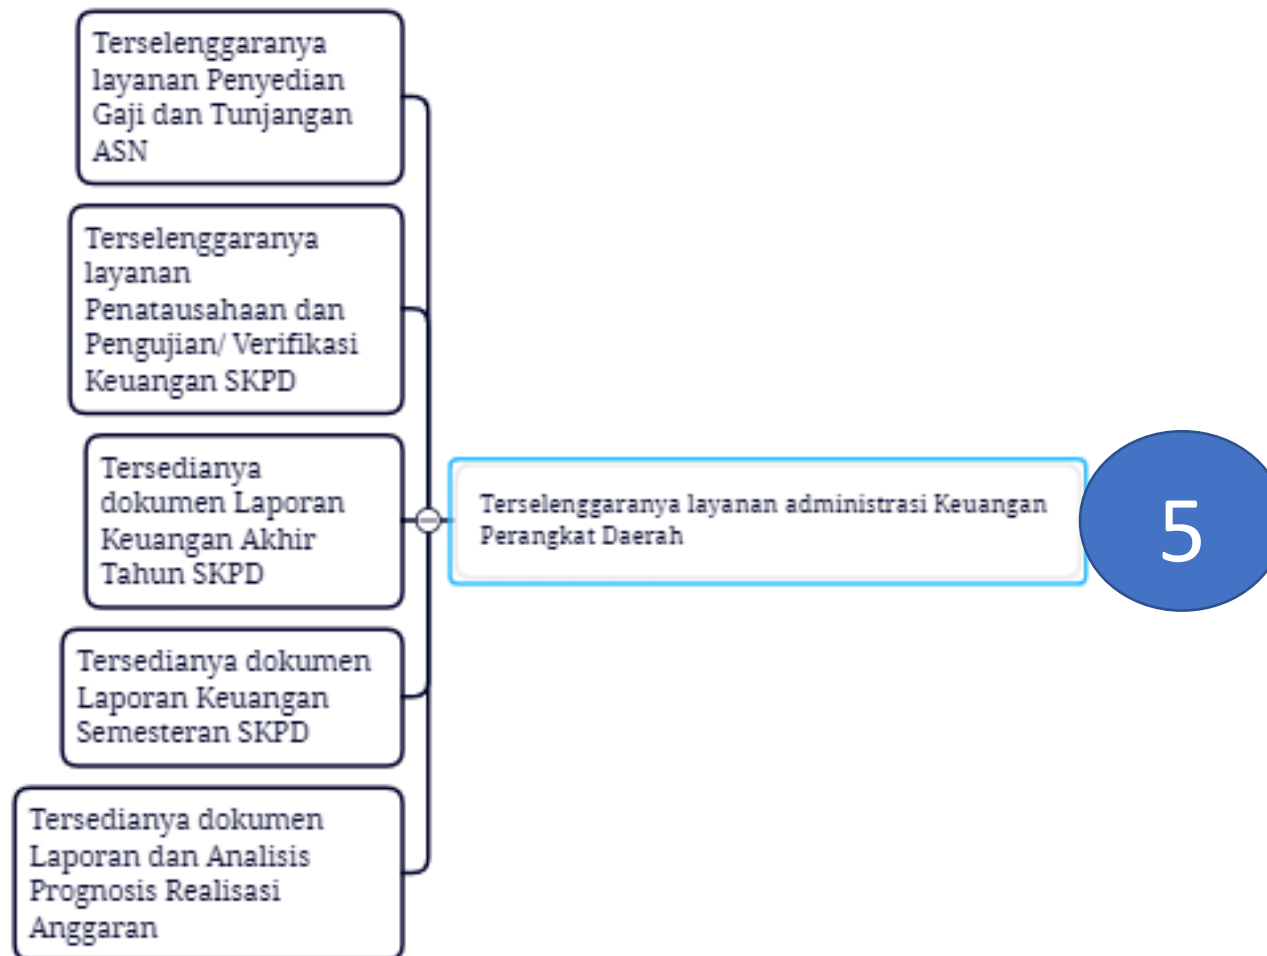 Terselenggaranya
layanan Penyedian
Gaji dan Tunjangan
ASN
Terselenggaranya
layanan
Penatausahaan dan
Pengujian/ Verifikasi
Keuangan SKPD
Tersedianya
dokumen Laporan
Keuangan Akhir
Tahun SKPD
Tersedianya dokumen
Laporan Keuangan
Semesteran SKPD
Tersedianya dokumen
Laporan dan Analisis
Prognosis Realisasi
Anggaran
Terselenggaranya layanan administrasi Keuangan
Perangkat Daerah
5